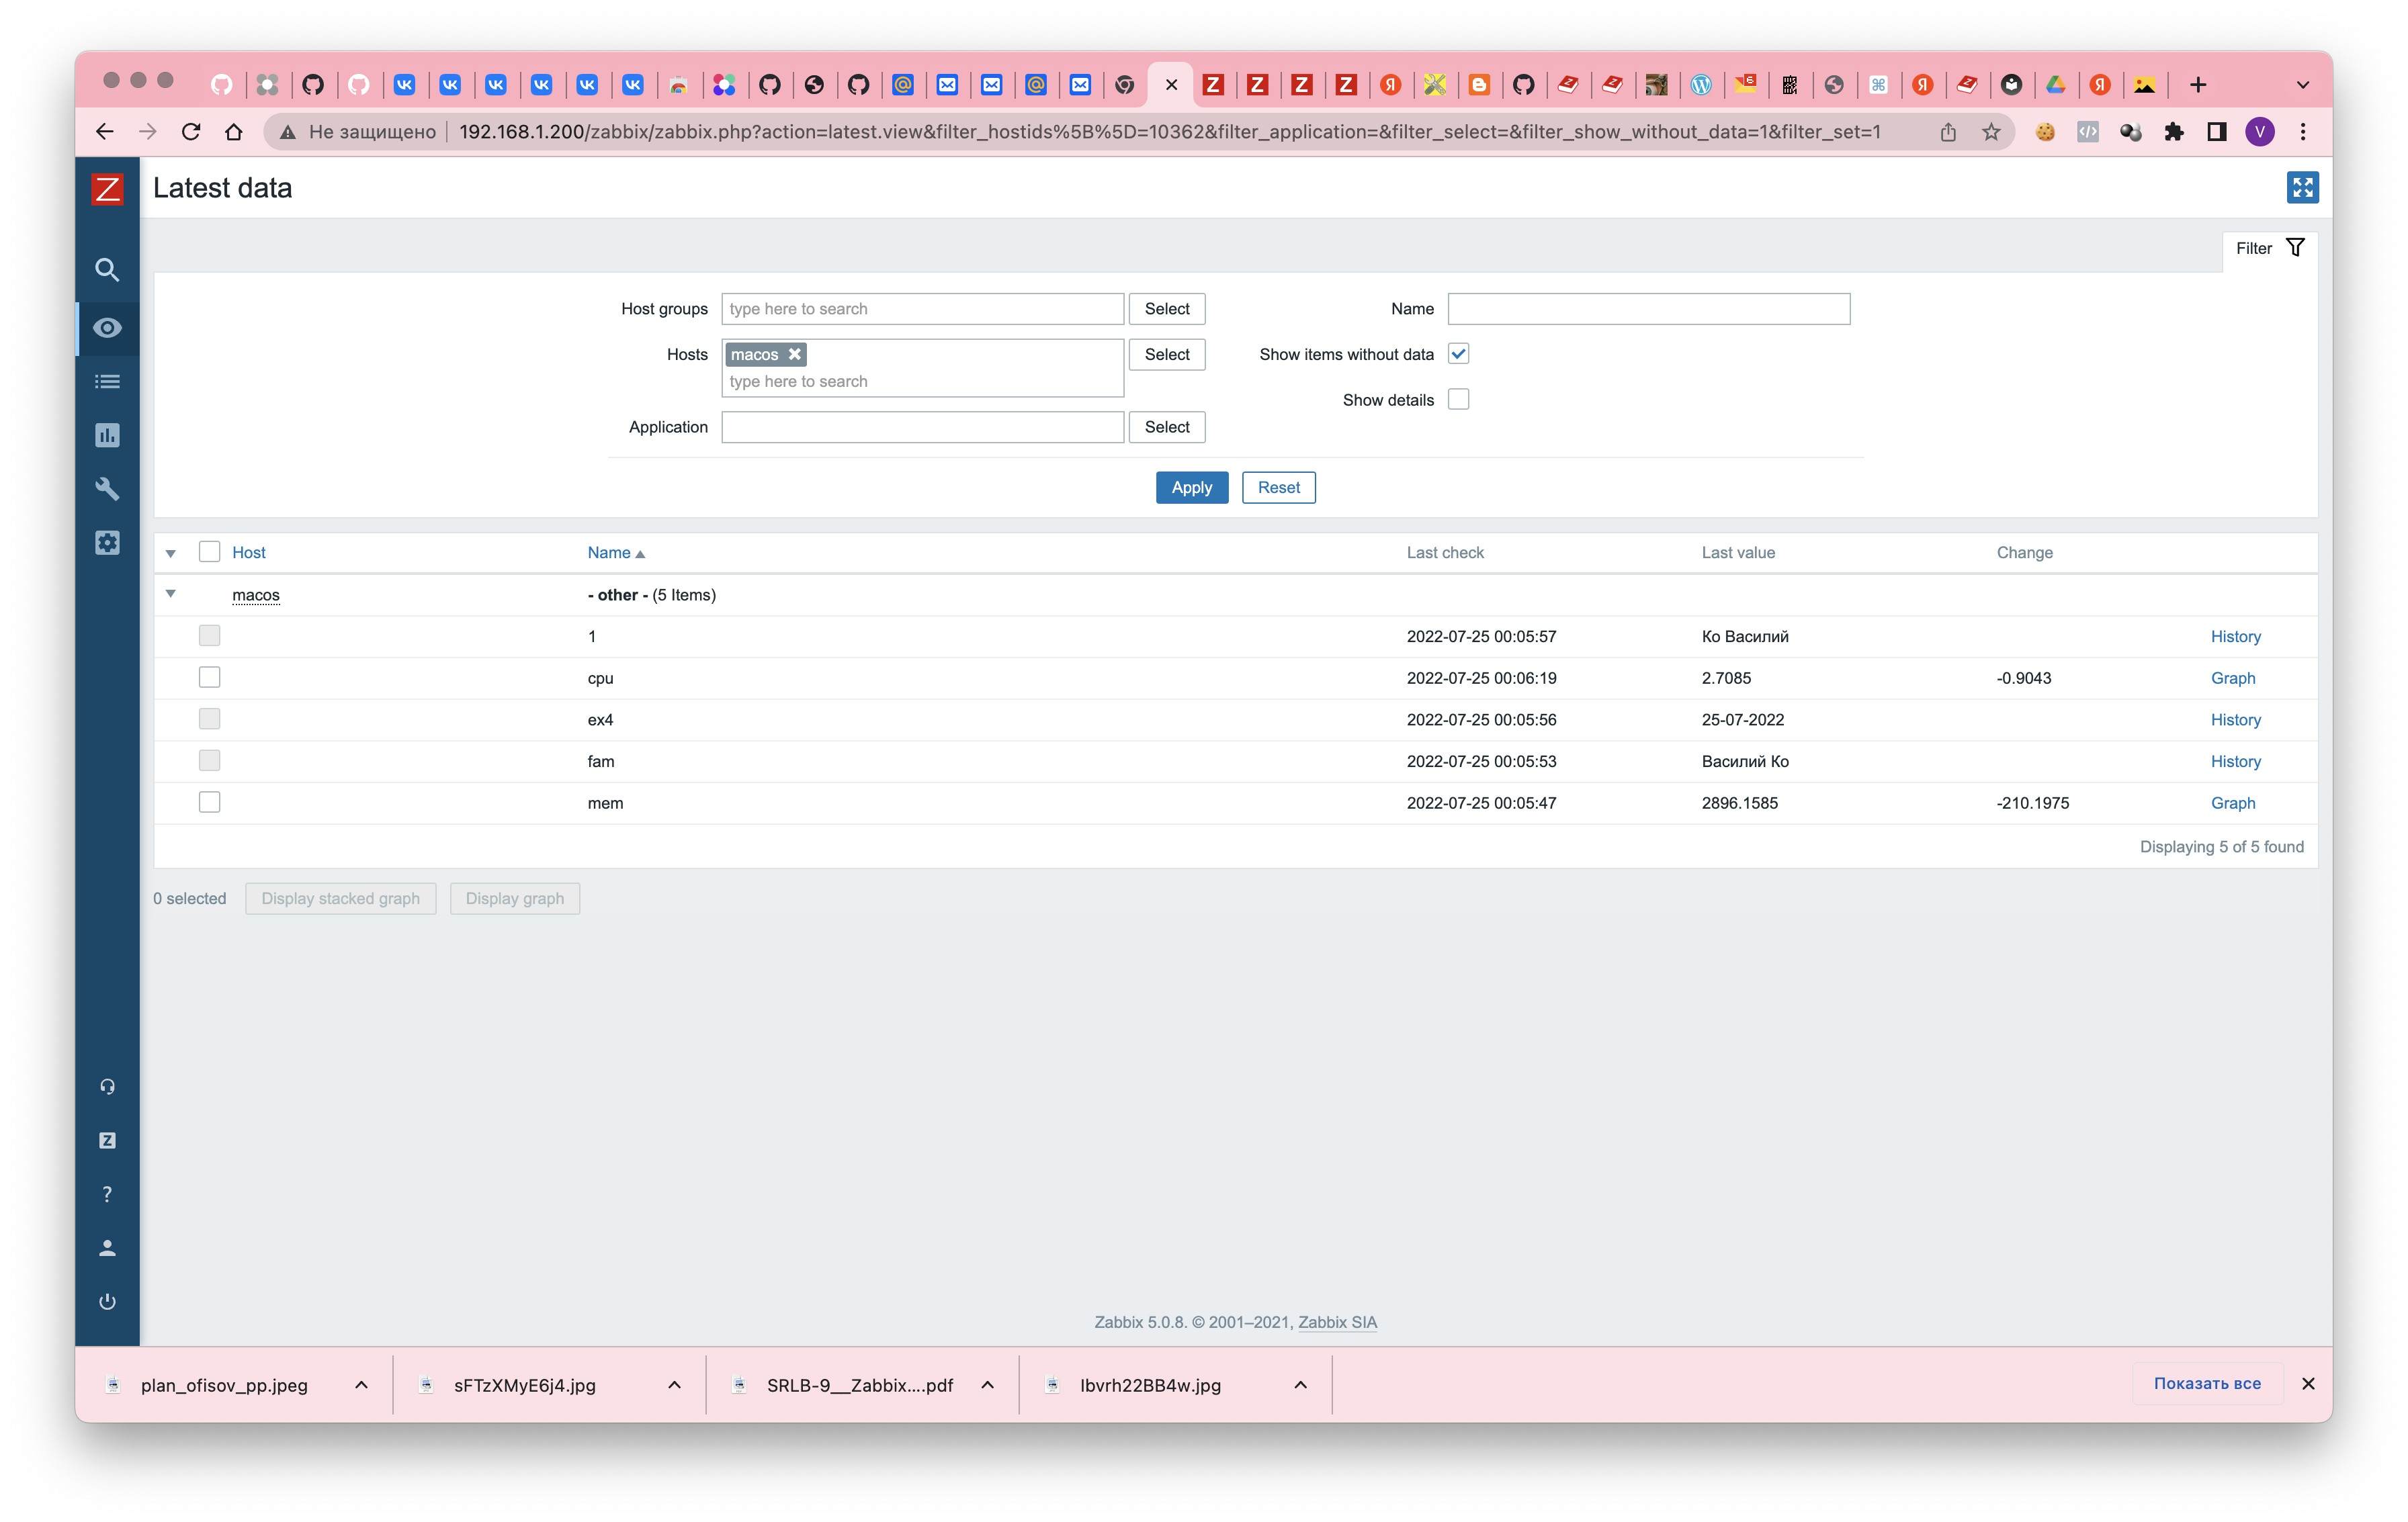 Не защищено 192.168.1.200/zabbix/zabbix.php?action=latest.view&filter_hostids%5B%5D=10362&filter_application=&filter_select=&filter_show_without_data=1&filter_set=1
V
Z
Latest data
Filter
Host groups type here to search Select Name
Hosts macos Select Show items without data
type here to search
Show details
Application Select
Apply Reset
Host Name Last check Last value Change
macos - other - (5 Items)
1 2022-07-25 00:05:57 Ко Василий History
cpu 2022-07-25 00:06:19 2.7085 -0.9043 Graph
ex4 2022-07-25 00:05:56 25-07-2022 History
fam 2022-07-25 00:05:53 Василий Ко History
mem 2022-07-25 00:05:47 2896.1585 -210.1975 Graph
Displaying 5 of 5 found
0 selected Display stacked graph Display graph
Z
?
Zabbix 5.0.8. © 2001–2021, Zabbix SIA
plan_ofisov_pp.jpeg sFTzXMyE6j4.jpg SRLB-9__Zabbix....pdf Показать все